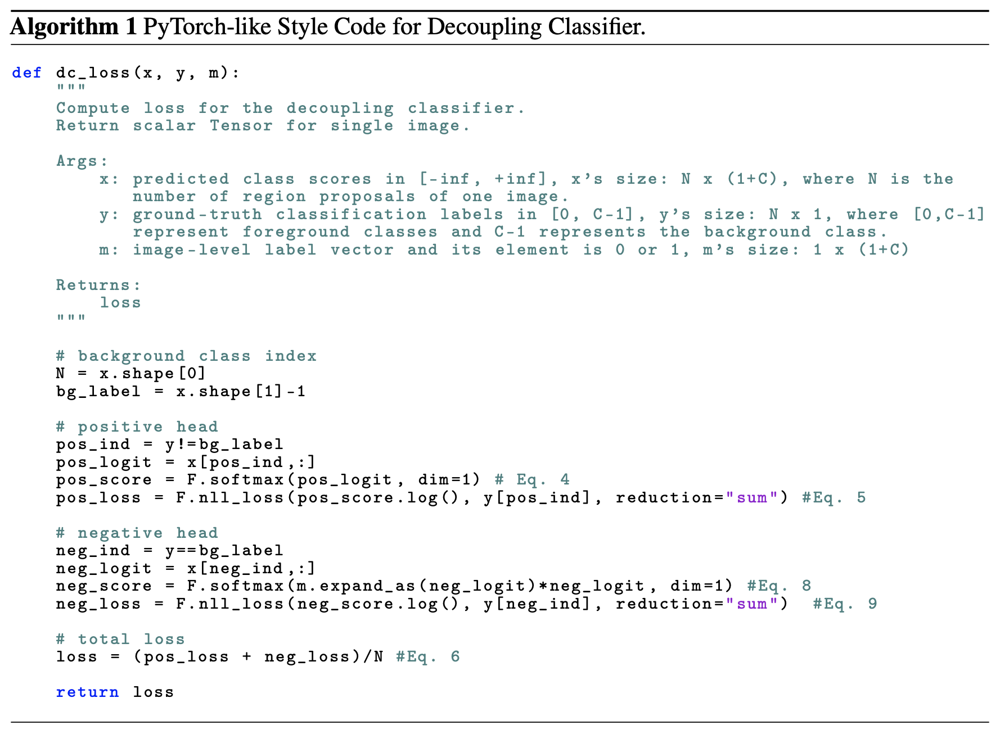 Algorithm 1 PyTorch-like Style Code for Decoupling Classifier.
def dc_loss(x, y, m):
"""
Compute loss for the decoupling classifier.
Return scalar Tensor for single image.
Args:
x: predicted class scores in [-inf, +inf], x's size: N x (1+C), where N is the
number of region proposals of one image.
y: ground-truth classification labels in [0, C-1], y's size: N x 1, where [0,C-1]
represent foreground classes and C-1 represents the background class.
m: image-level label vector and its element is 0 or 1, m's size: 1 x (1+C)
Returns:
loss
"""
# background class index
N = x.shape[0]
bg_label = x.shape[1]-1
# positive head
pos_ind = y!=bg_label
pos_logit = x[pos_ind,:]
pos_score = F.softmax(pos_logit, dim=1) # Eq. 4
pos_loss = F.nll_loss(pos_score.log(), y[pos_ind], reduction="sum") #Eq. 5
# negative head
neg_ind = y==bg_label
neg_logit = x[neg_ind,:]
neg_score = F.softmax(m.expand_as(neg_logit)*neg_logit, dim=1) #Eq. 8
neg_loss = F.nll_loss(neg_score.log(), y[neg_ind], reduction="sum") #Eq. 9
# total loss
loss = (pos_loss + neg_loss)/N #Eq. 6
return loss